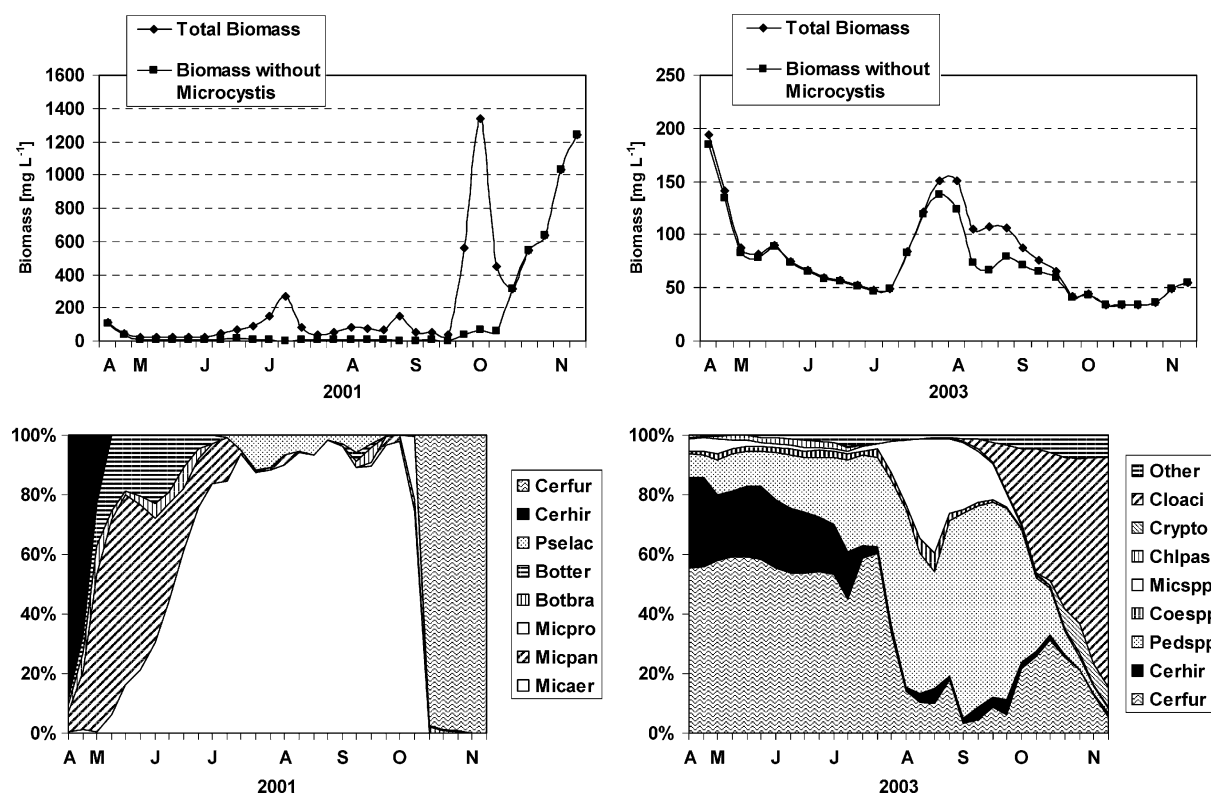 Total Biomass
Biomass without
Microcystis
1600
1400
1200
1000
800
600
400
200
0
Biomass [mg L-1]
A M J J A S O N
2001
Total Biomass
Biomass without
Microcystis
250
200
150
100
50
0
Biomass [mg L-1]
A M J J A S O N
2003
100%
80%
60%
40%
20%
0%
A M J J A S O N
2001
Cerfur
Cerhir
Pselac
Botter
Botbra
Micpro
Micpan
Micaer
100%
80%
60%
40%
20%
0%
A M J J A S O N
2003
Other
Cloaci
Crypto
Chlpas
Micspp
Coespp
Pedspp
Cerhir
Cerfur